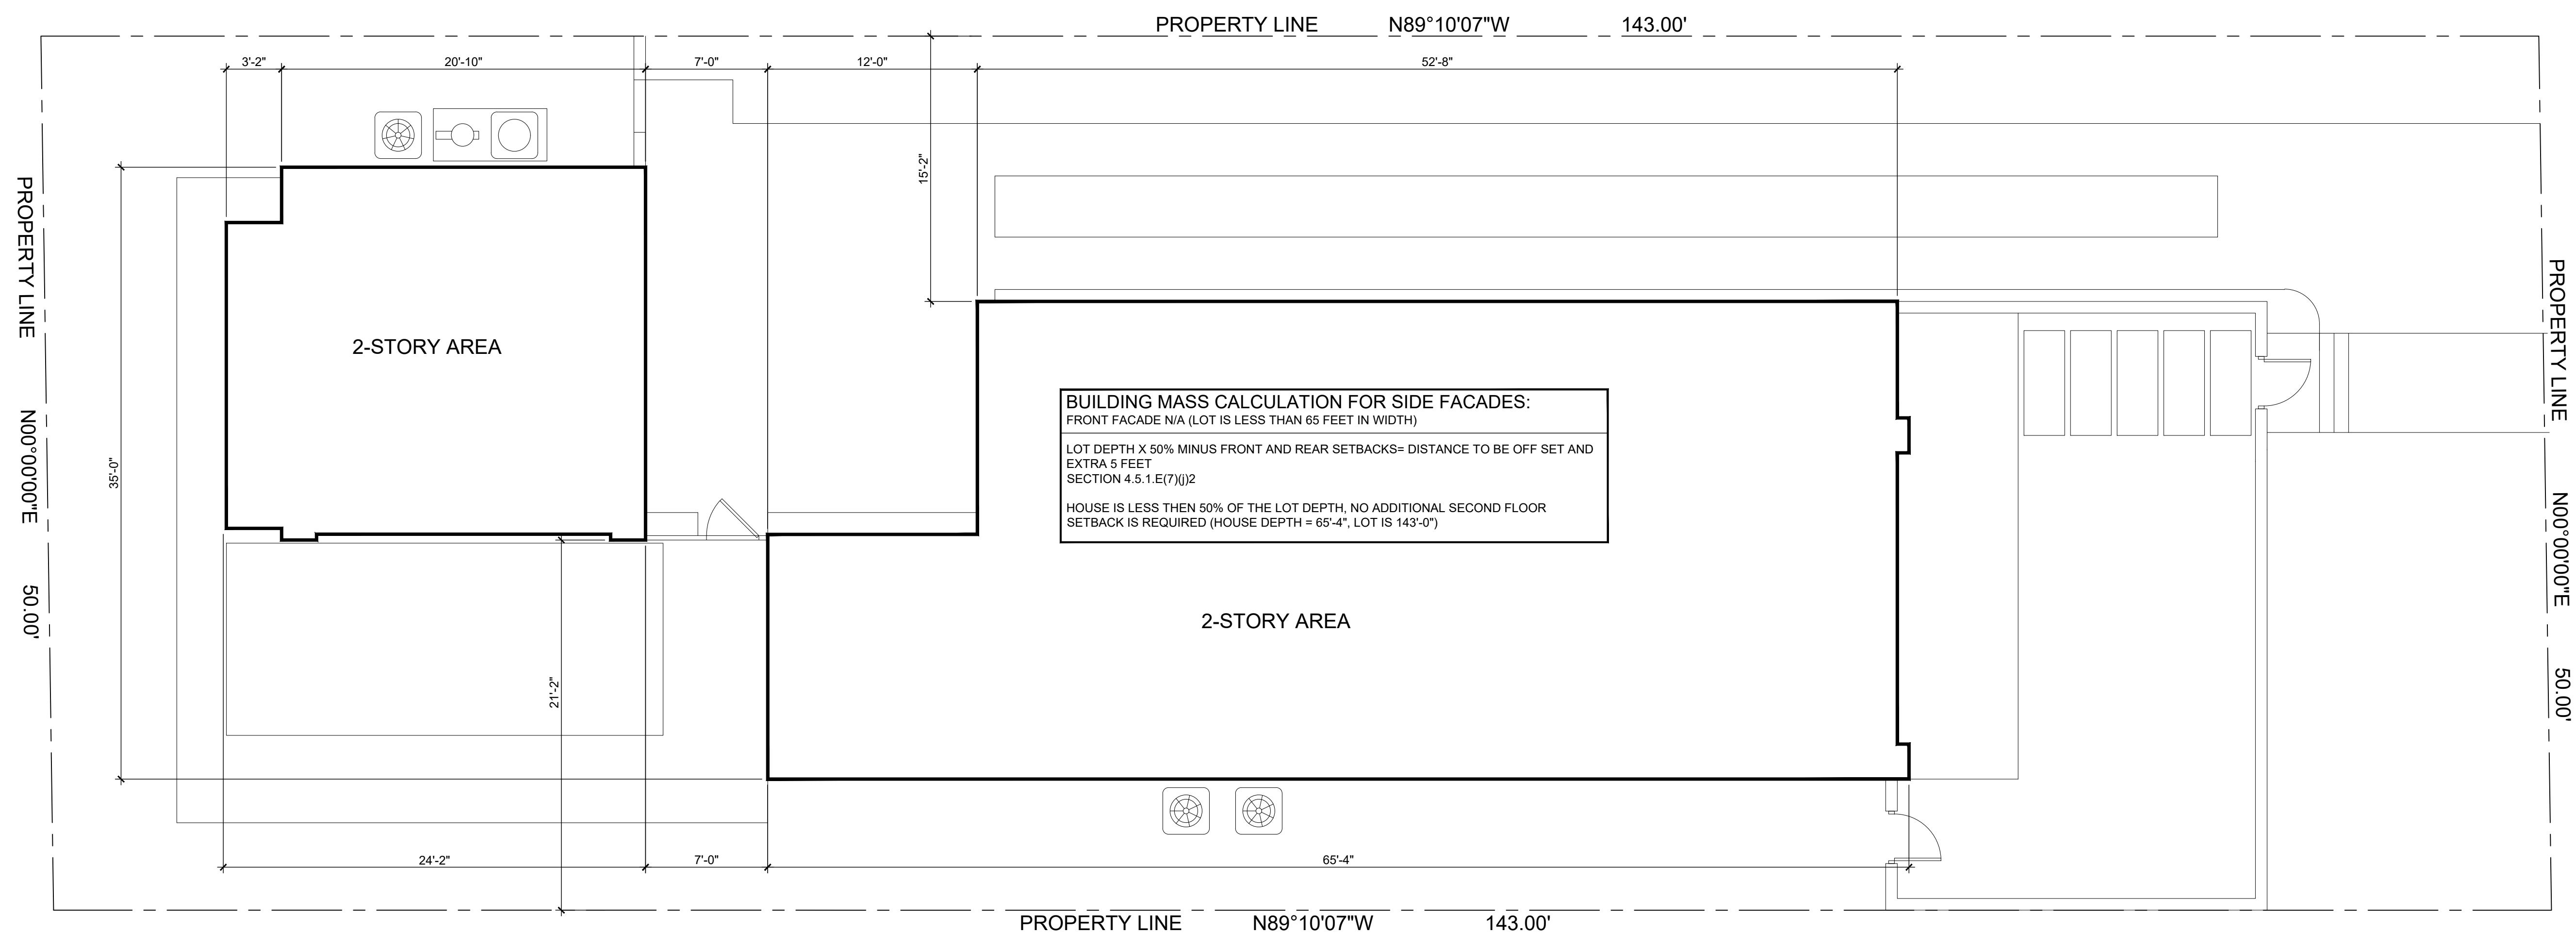 PROPERTY LINE N89°10'07"W 143.00'
3'-2" 20'-10" 7'-0" 12'-0" 52'-8"
15'-2"
PROPERTY LINE N00°00'00"E 50.00'
35'-0"
2-STORY AREA
BUILDING MASS CALCULATION FOR SIDE FACADES:
FRONT FACADE N/A (LOT IS LESS THAN 65 FEET IN WIDTH)
LOT DEPTH X 50% MINUS FRONT AND REAR SETBACKS= DISTANCE TO BE OFF SET AND
EXTRA 5 FEET
SECTION 4.5.1.E(7)(j)2
HOUSE IS LESS THEN 50% OF THE LOT DEPTH, NO ADDITIONAL SECOND FLOOR
SETBACK IS REQUIRED (HOUSE DEPTH = 65'-4", LOT IS 143'-0")
2-STORY AREA
PROPERTY LINE N00°00'00"E 50.00'
21'-2"
24'-2" 7'-0" 65'-4"
PROPERTY LINE N89°10'07"W 143.00'